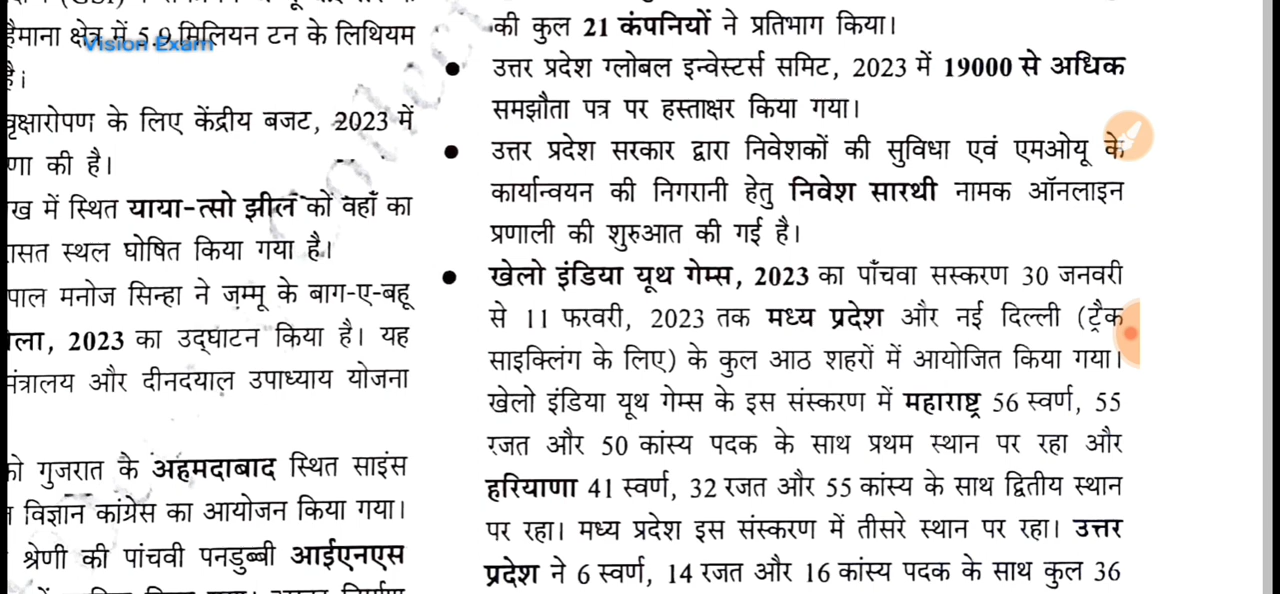 हैमाना क्षेत्र में 5.9 मिलियन टन के लिथियम
Vision Exam
है।
वृक्षारोपण के लिए केंद्रीय बजट, 2023 में
णा की है।
ख में स्थित याया-त्सो झील को वहाँ का
रासत स्थल घोषित किया गया है।
पाल मनोज सिन्हा ने जम्मू के बाग-ए-बहू
ला, 2023 का उद्घाटन किया है। यह
मंत्रालय और दीनदयाल उपाध्याय योजना
को गुजरात के अहमदाबाद स्थित साइंस
विज्ञान कांग्रेस का आयोजन किया गया।
श्रेणी की पांचवी पनडुब्बी आईएनएस
की कुल 21 कंपनियों ने प्रतिभाग किया।
● उत्तर प्रदेश ग्लोबल इन्वेस्टर्स समिट, 2023 में 19000 से अधिक
समझौता पत्र पर हस्ताक्षर किया गया।
● उत्तर प्रदेश सरकार द्वारा निवेशकों की सुविधा एवं एमओयू के
कार्यान्वयन की निगरानी हेतु निवेश सारथी नामक ऑनलाइन
प्रणाली की शुरुआत की गई है।
● खेलो इंडिया यूथ गेम्स, 2023 का पाँचवा सस्करण 30 जनवरी
से 11 फरवरी, 2023 तक मध्य प्रदेश और नई दिल्ली (ट्रैक
साइक्लिंग के लिए) के कुल आठ शहरों में आयोजित किया गया।
खेलो इंडिया यूथ गेम्स के इस संस्करण में महाराष्ट्र 56 स्वर्ण, 55
रजत और 50 कांस्य पदक के साथ प्रथम स्थान पर रहा और
हरियाणा 41 स्वर्ण, 32 रजत और 55 कांस्य के साथ द्वितीय स्थान
पर रहा। मध्य प्रदेश इस संस्करण में तीसरे स्थान पर रहा। उत्तर
प्रदेश ने 6 स्वर्ण, 14 रजत और 16 कांस्य पदक के साथ कुल 36